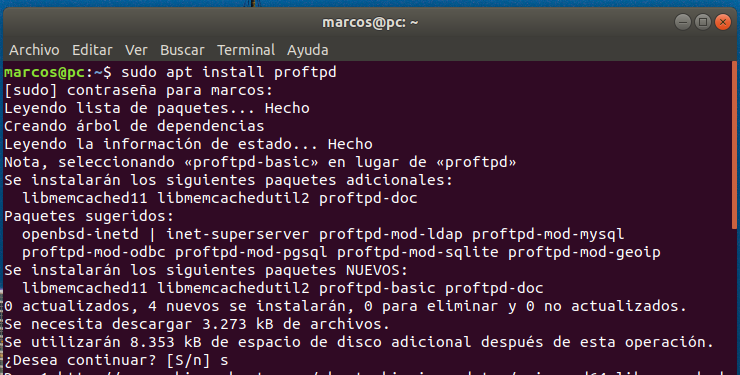 marcos@pc: ~
Archivo Editar Ver Buscar Terminal Ayuda
marcos@pc:~$ sudo apt install proftpd
[sudo] contraseña para marcos:
Leyendo lista de paquetes... Hecho
Creando árbol de dependencias
Leyendo la información de estado... Hecho
Nota, seleccionando «proftpd-basic» en lugar de «proftpd»
Se instalarán los siguientes paquetes adicionales:
libmemcached11 libmemcachedutil2 proftpd-doc
Paquetes sugeridos:
openbsd-inetd | inet-superserver proftpd-mod-ldap proftpd-mod-mysql
proftpd-mod-odbc proftpd-mod-pgsql proftpd-mod-sqlite proftpd-mod-geoip
Se instalarán los siguientes paquetes NUEVOS:
libmemcached11 libmemcachedutil2 proftpd-basic proftpd-doc
0 actualizados, 4 nuevos se instalarán, 0 para eliminar y 0 no actualizados.
Se necesita descargar 3.273 kB de archivos.
Se utilizarán 8.353 kB de espacio de disco adicional después de esta operación.
¿Desea continuar? [S/n] s